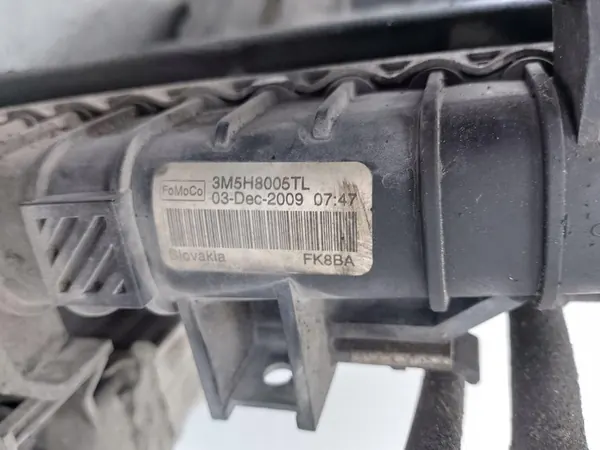 FoMoCo 3M5H8005TL
03-Dec-2009 07:47
Slovakia FK8BA